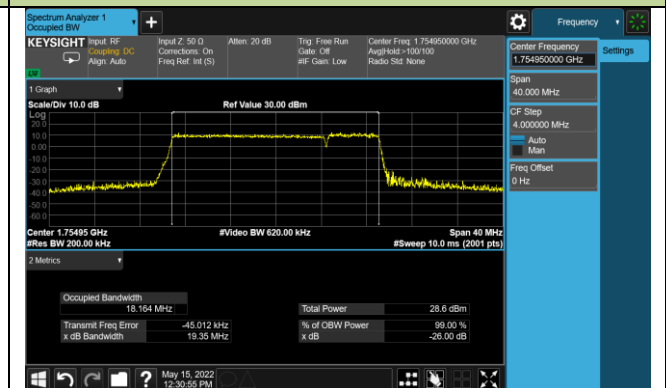 Spectrum Analyzer 1
Occupied BW
Frequency
KEYSIGHT
Input: RF
Coupling: DC
Align: Auto
Input Z: 50 Ω
Corrections: On
Freq Ref: Int (S)
Atten: 20 dB
Trig: Free Run
Gate: Off
#IF Gain: Low
Center Freq: 1.754950000 GHz
Avg|Hold:>100/100
Radio Std: None
Center Frequency
1.754950000 GHz
Settings
Span
40.000 MHz
CF Step
4.000000 MHz
Auto
Man
Freq Offset
0 Hz
1 Graph
Scale/Div 10.0 dB
Ref Value 30.00 dBm
Log
20.0
10.0
0.00
-10.0
-20.0
-30.0
-40.0
-50.0
-60.0
Center 1.75495 GHz
#Video BW 620.00 kHz
Span 40 MHz
#Res BW 200.00 kHz
#Sweep 10.0 ms (2001 pts)
2 Metrics
Occupied Bandwidth
18.164 MHz
Total Power
28.6 dBm
Transmit Freq Error
-45.012 kHz
% of OBW Power
99.00 %
x dB Bandwidth
19.35 MHz
x dB
-26.00 dB
?
May 15, 2022
12:30:55 PM